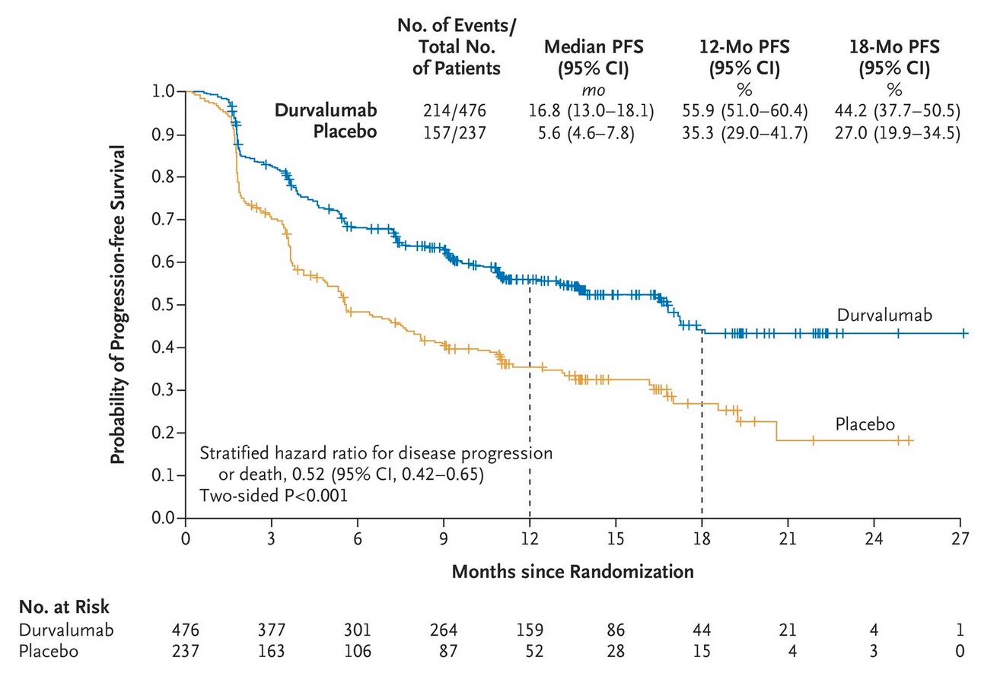 No. of Events/
Total No.
of Patients
Median PFS
(95% CI)
12-Mo PFS
(95% CI)
18-Mo PFS
(95% CI)
mo
%
%
Durvalumab 214/476 16.8 (13.0–18.1) 55.9 (51.0–60.4) 44.2 (37.7–50.5)
Placebo 157/237 5.6 (4.6–7.8) 35.3 (29.0–41.7) 27.0 (19.9–34.5)
Probability of Progression-free Survival
1.0
0.9
0.8
0.7
0.6
0.5
0.4
0.3
0.2
0.1
0.0
Durvalumab
Placebo
Stratified hazard ratio for disease progression
or death, 0.52 (95% CI, 0.42–0.65)
Two-sided P<0.001
0 3 6 9 12 15 18 21 24 27
Months since Randomization
No. at Risk
Durvalumab 476 377 301 264 159 86 44 21 4 1
Placebo 237 163 106 87 52 28 15 4 3 0